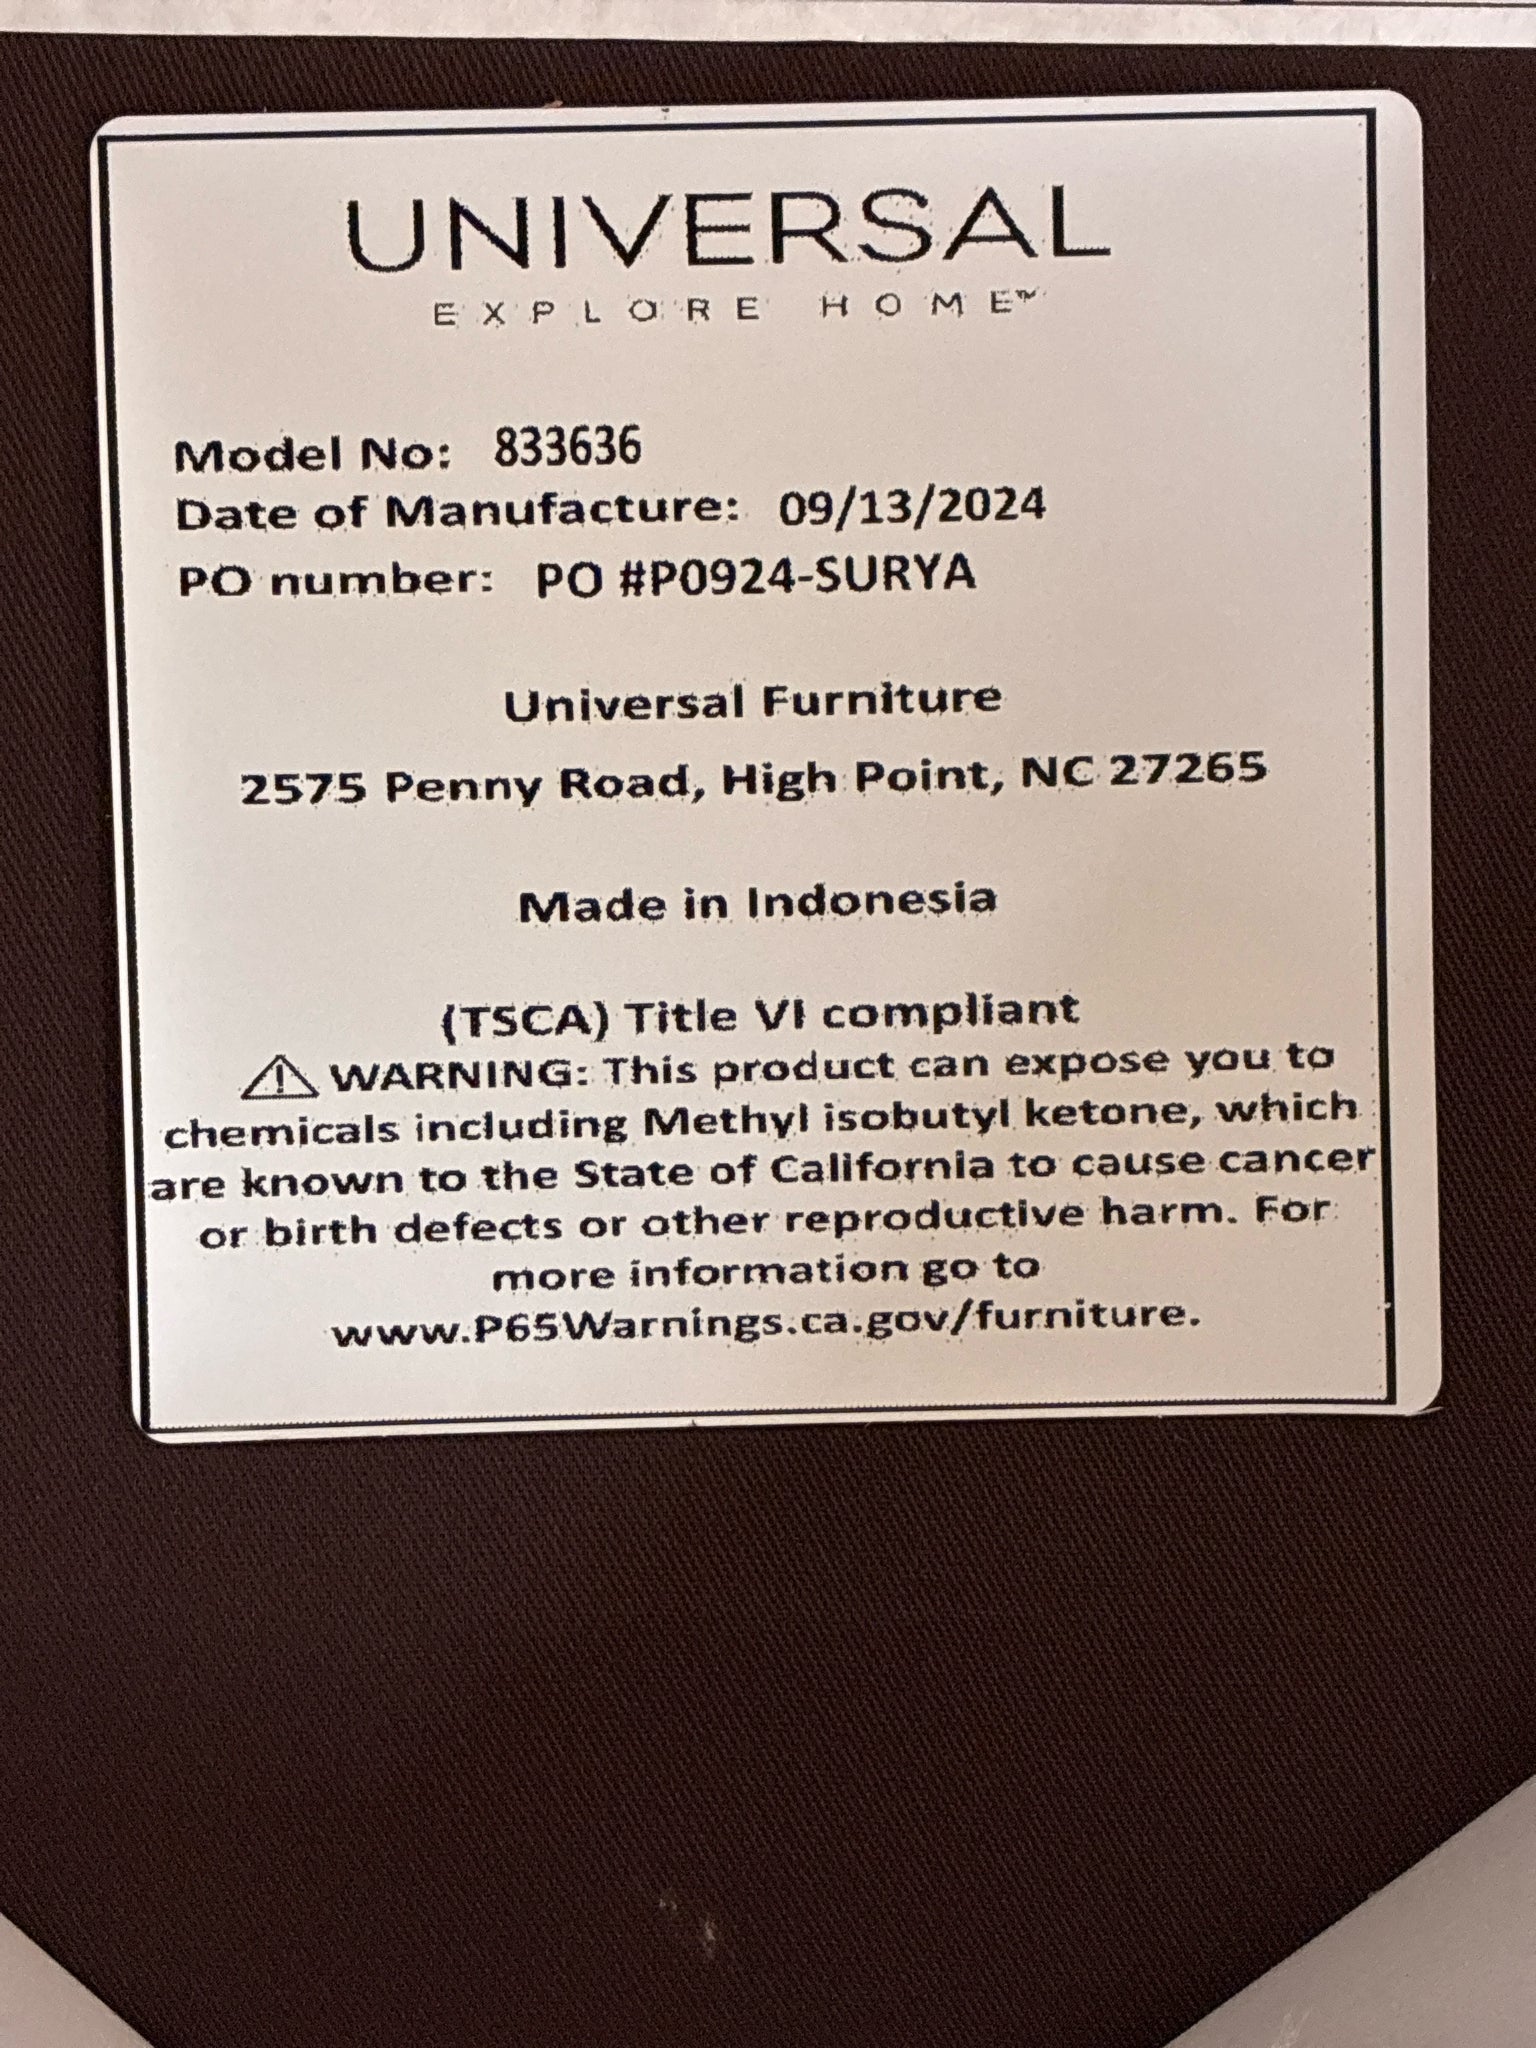 UNIVERSAL
EXPLORE HOME™
Model No: 833636
Date of Manufacture: 09/13/2024
PO number: PO #P0924-SURYA
Universal Furniture
2575 Penny Road, High Point, NC 27265
Made in Indonesia
(TSCA) Title VI compliant
⚠ WARNING: This product can expose you to
chemicals including Methyl isobutyl ketone, which
are known to the State of California to cause cancer
or birth defects or other reproductive harm. For
more information go to
www.P65Warnings.ca.gov/furniture.